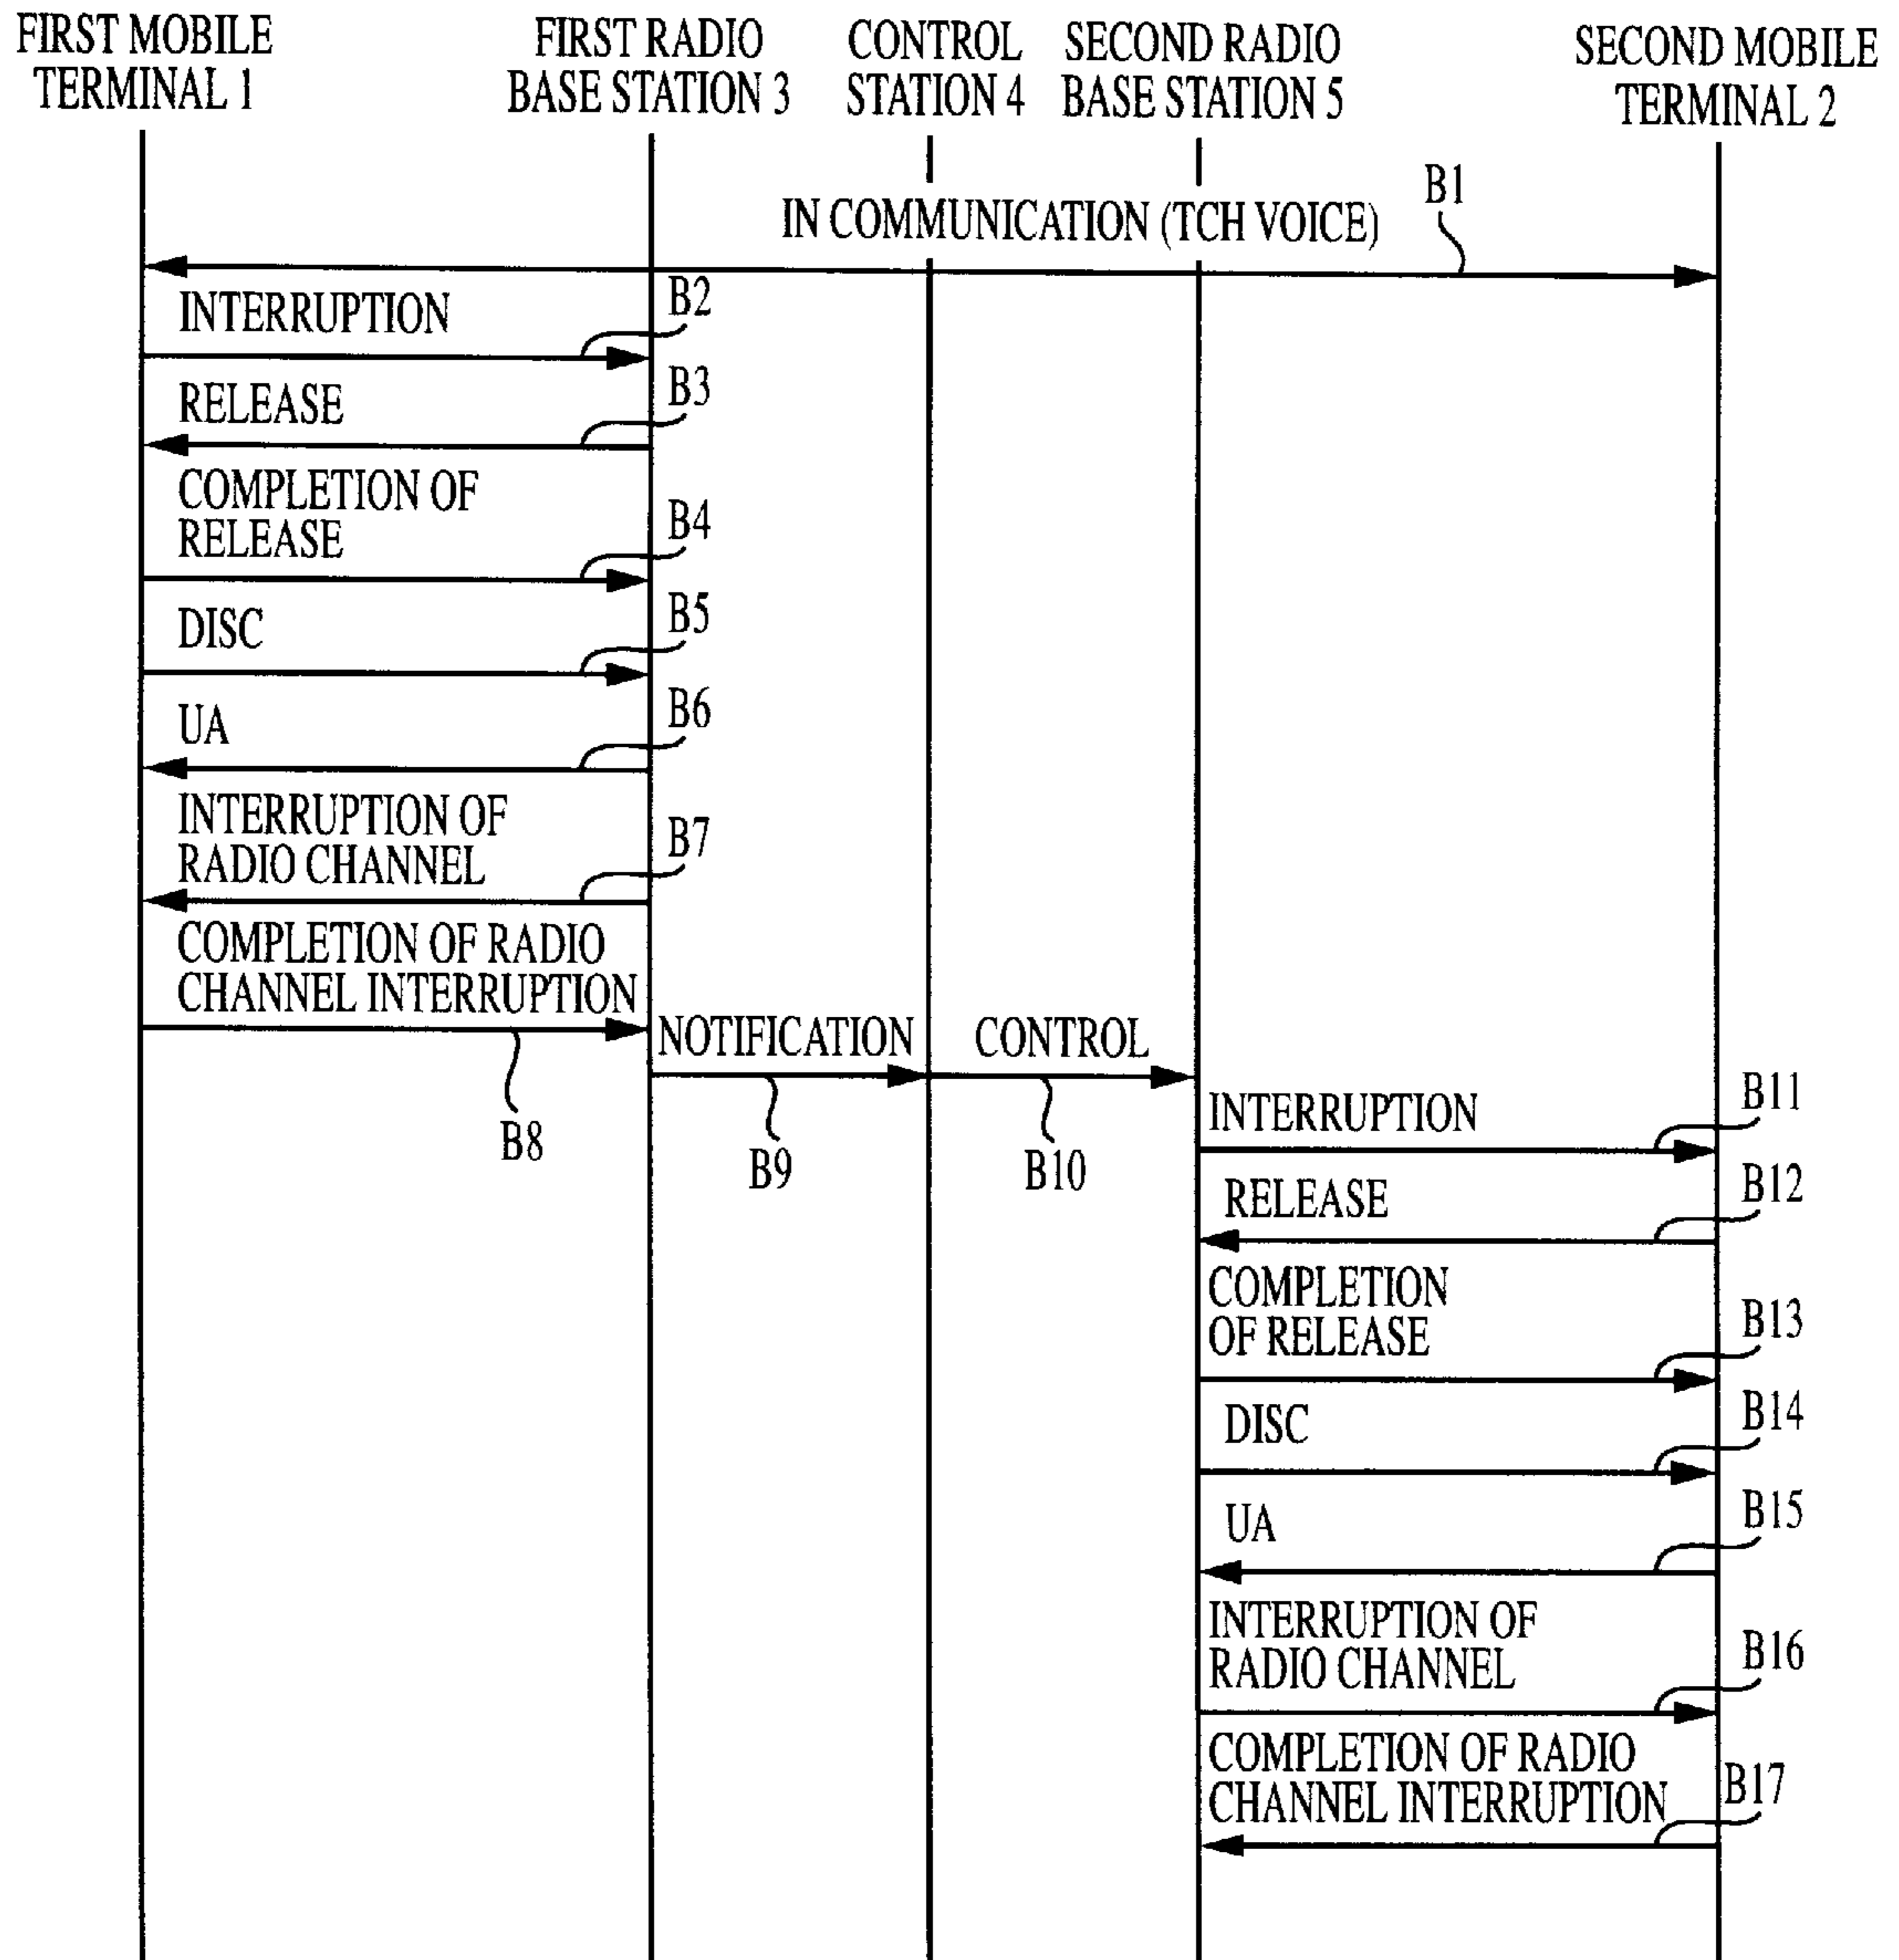 FIRST MOBILE
TERMINAL 1
FIRST RADIO
BASE STATION 3
CONTROL
STATION 4
SECOND RADIO
BASE STATION 5
SECOND MOBILE
TERMINAL 2
B1
IN COMMUNICATION (TCH VOICE)
B2
INTERRUPTION
B3
RELEASE
COMPLETION OF
RELEASE
B4
DISC
B5
UA
B6
INTERRUPTION OF
RADIO CHANNEL
B7
COMPLETION OF RADIO
CHANNEL INTERRUPTION
B8
NOTIFICATION
B9
CONTROL
B10
INTERRUPTION
B11
RELEASE
B12
COMPLETION
OF RELEASE
B13
DISC
B14
UA
B15
INTERRUPTION OF
RADIO CHANNEL
B16
COMPLETION OF RADIO
CHANNEL INTERRUPTION
B17